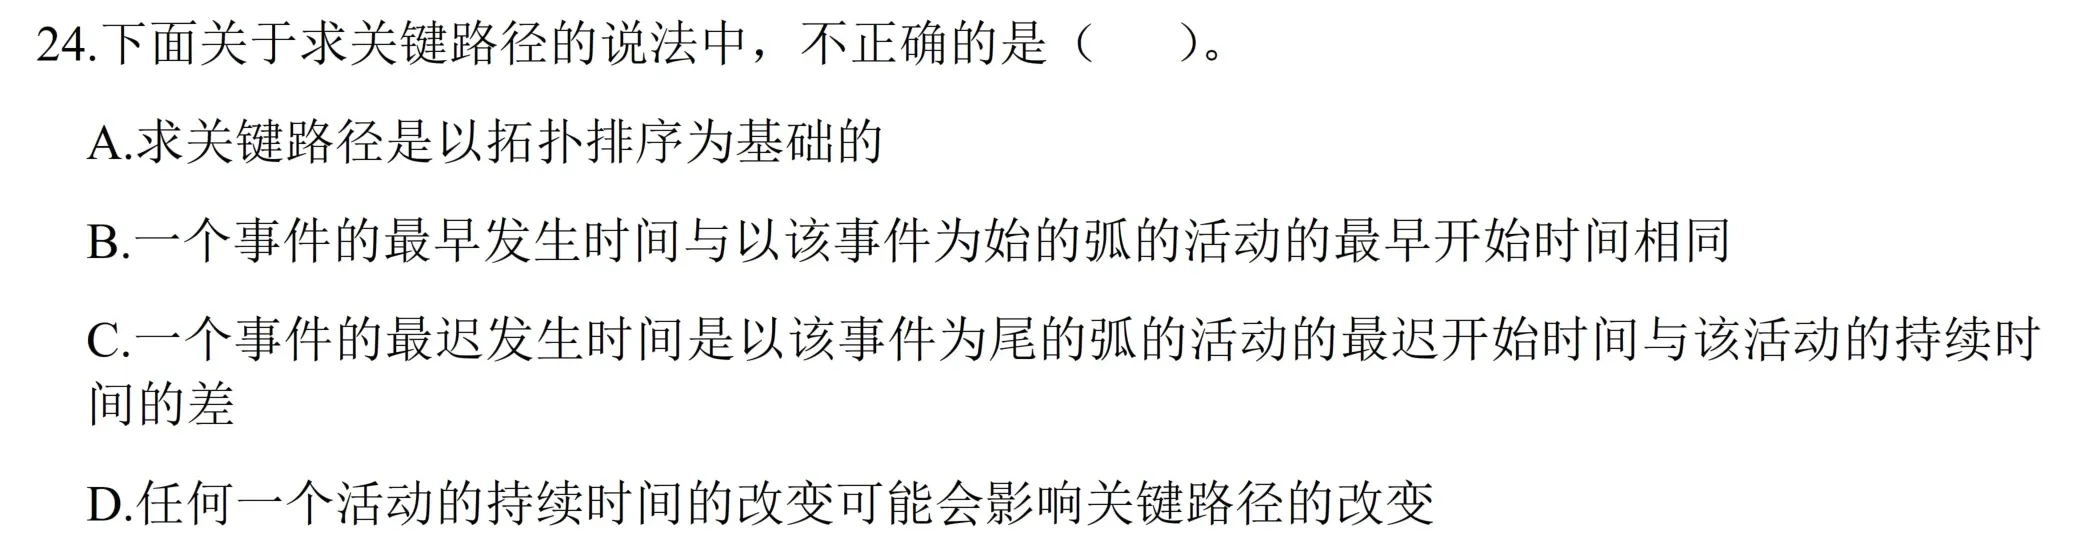 24.下面关于求关键路径的说法中，不正确的是（    ）。
A.求关键路径是以拓扑排序为基础的
B.一个事件的最早发生时间与以该事件为始的弧的活动的最早开始时间相同
C.一个事件的最迟发生时间是以该事件为尾的弧的活动的最迟开始时间与该活动的持续时
间的差
D.任何一个活动的持续时间的改变可能会影响关键路径的改变